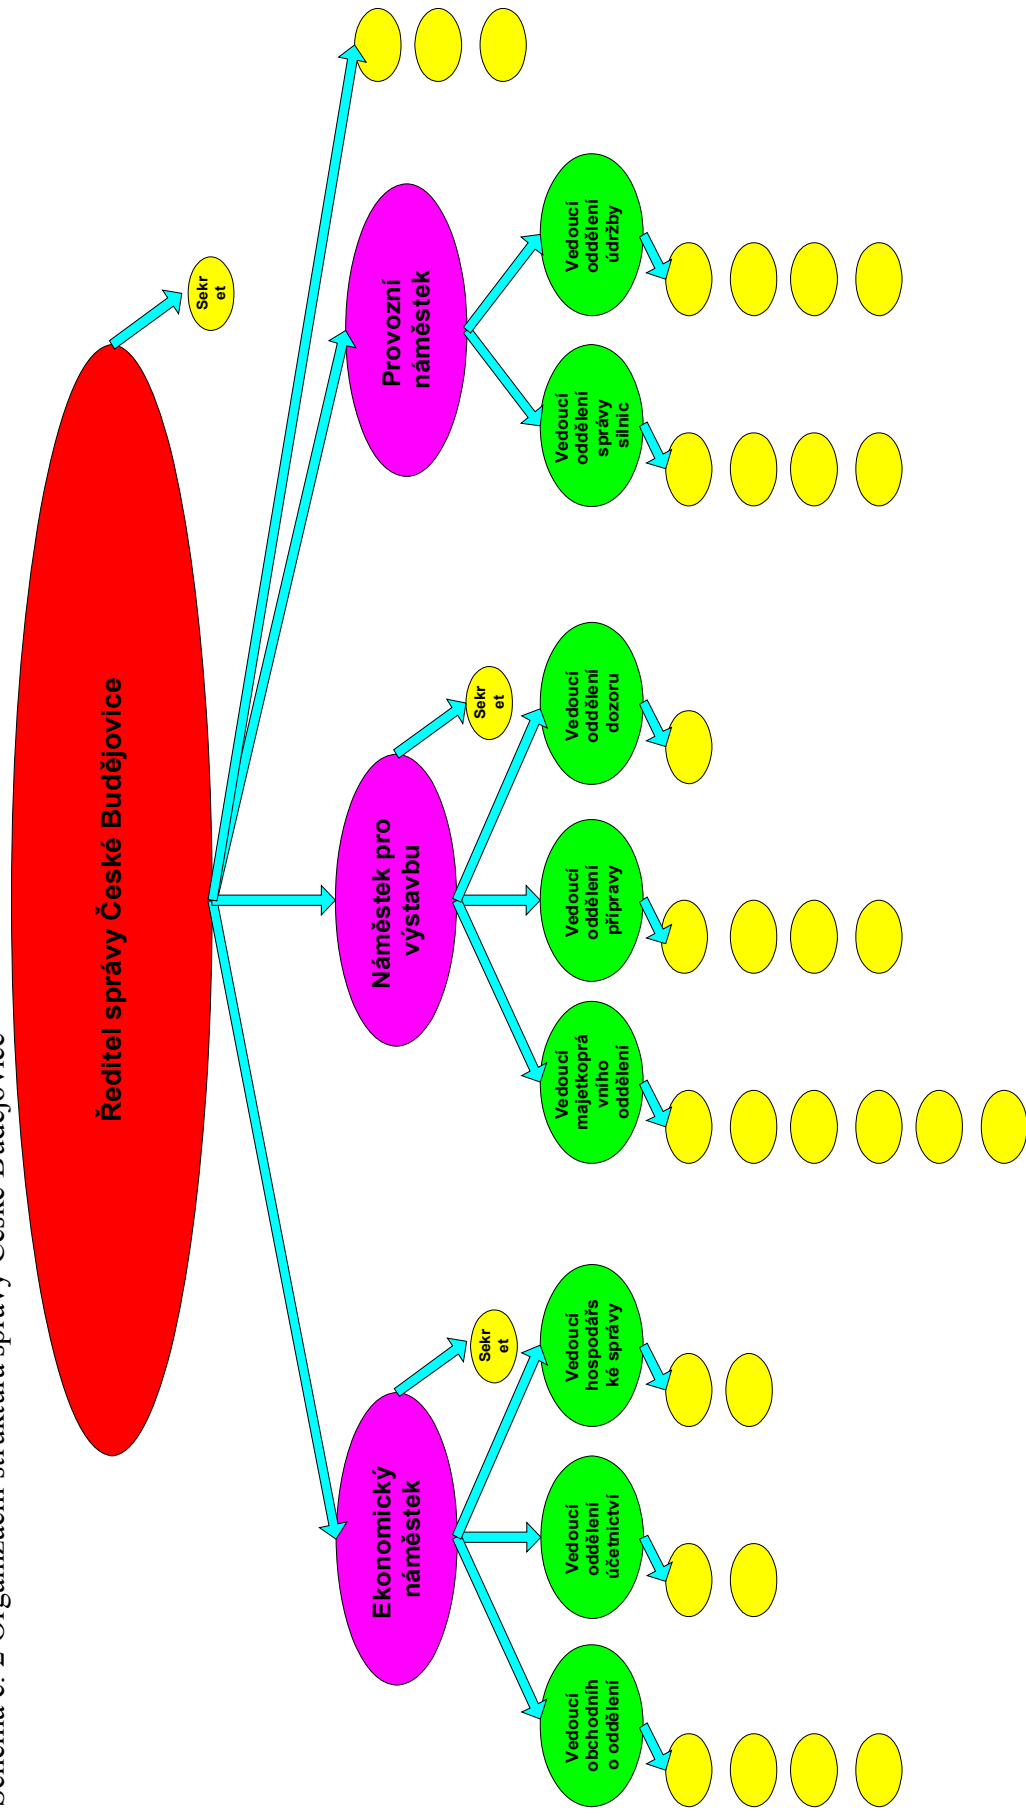 Schéma č. 2 Organizační struktura správy České Budějovice
Ředitel správy České Budějovice
Sekr
et
Ekonomický
náměstek
Sekr
et
Náměstek pro
výstavbu
Sekr
et
Provozní
náměstek
Vedoucí
obchodníh
o oddělení
Vedoucí
oddělení
účetnictví
Vedoucí
hospodářs
ké správy
Vedoucí
majetkoprá
vního
oddělení
Vedoucí
oddělení
přípravy
Vedoucí
oddělení
dozoru
Vedoucí
oddělení
správy
silnic
Vedoucí
oddělení
údržby